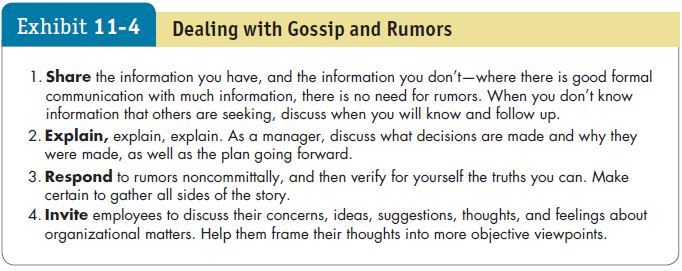 Exhibit 11-4 Dealing with Gossip and Rumors
1. Share the information you have, and the information you don't—where there is good formal
communication with much information, there is no need for rumors. When you don't know
information that others are seeking, discuss when you will know and follow up.
2. Explain, explain, explain. As a manager, discuss what decisions are made and why they
were made, as well as the plan going forward.
3. Respond to rumors noncommittally, and then verify for yourself the truths you can. Make
certain to gather all sides of the story.
4. Invite employees to discuss their concerns, ideas, suggestions, thoughts, and feelings about
organizational matters. Help them frame their thoughts into more objective viewpoints.